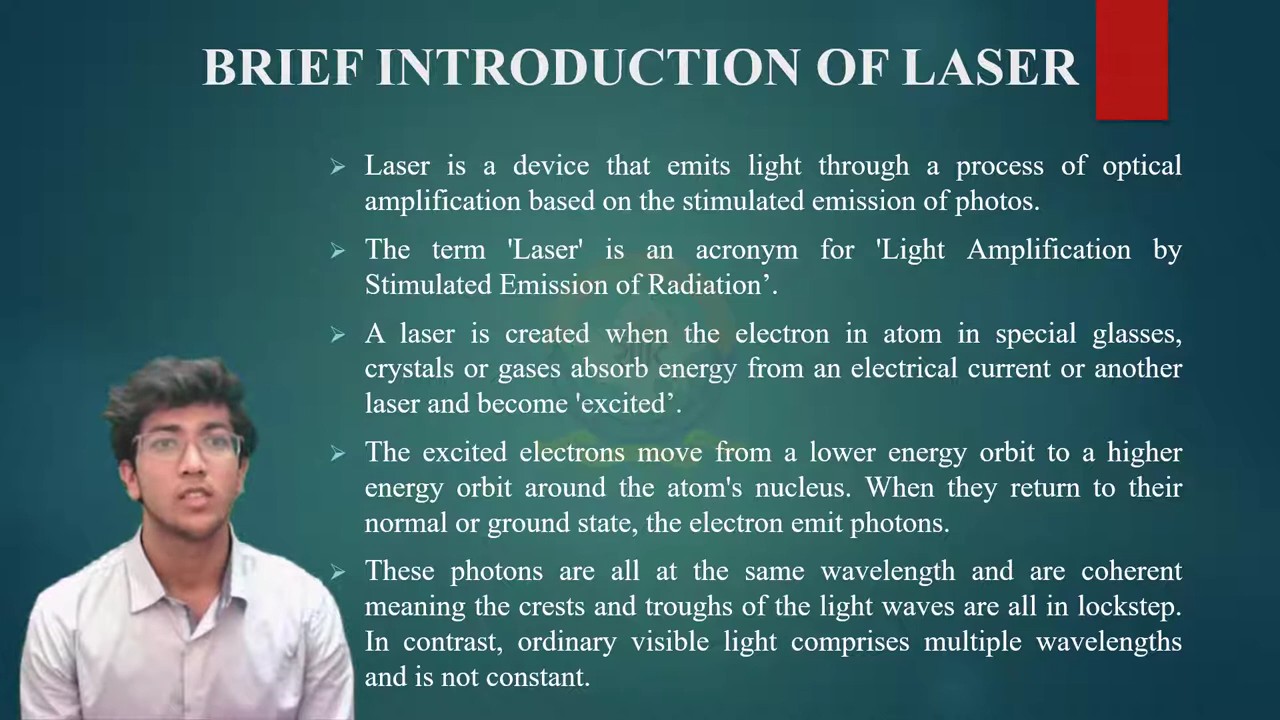 BRIEF INTRODUCTION OF LASER
Laser is a device that emits light through a process of optical
amplification based on the stimulated emission of photos.
The term 'Laser' is an acronym for 'Light Amplification by
Stimulated Emission of Radiation’.
A laser is created when the electron in atom in special glasses,
crystals or gases absorb energy from an electrical current or another
laser and become 'excited’.
The excited electrons move from a lower energy orbit to a higher
energy orbit around the atom's nucleus. When they return to their
normal or ground state, the electron emit photons.
These photons are all at the same wavelength and are coherent
meaning the crests and troughs of the light waves are all in lockstep.
In contrast, ordinary visible light comprises multiple wavelengths
and is not constant.